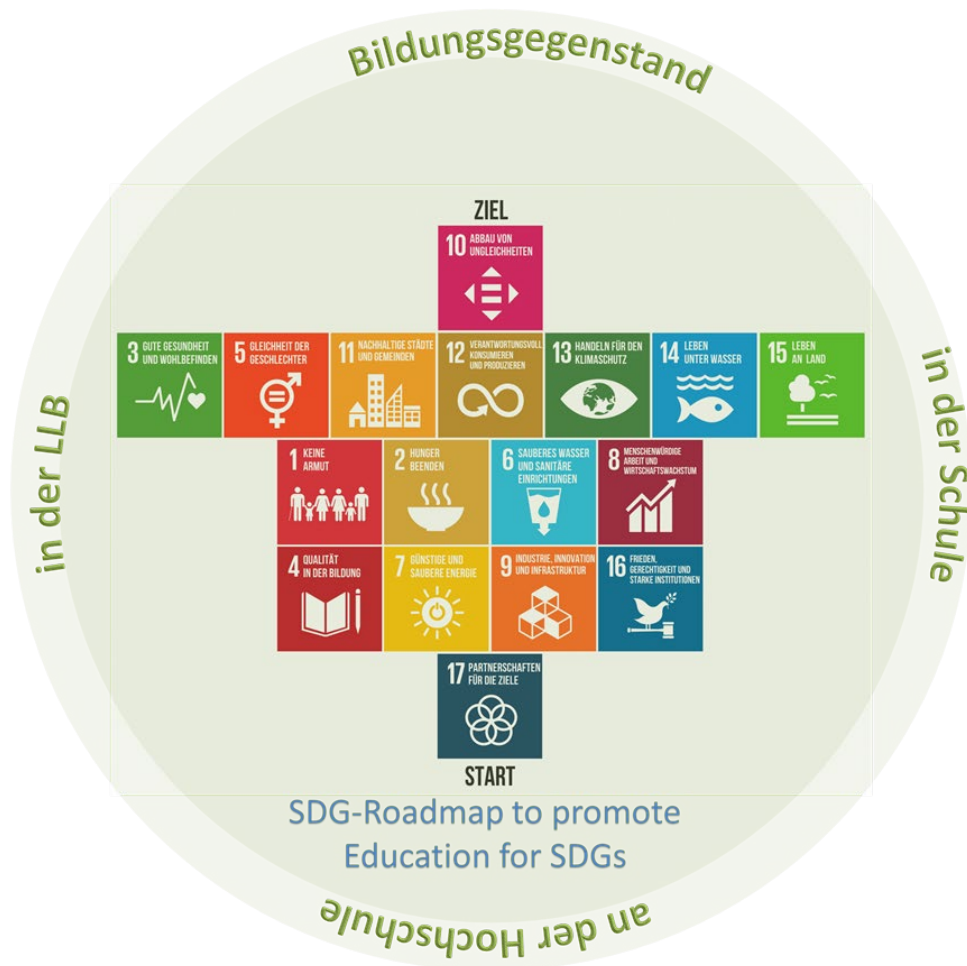 Bildungsgegenstand
ZIEL
10 ABBAU VON
UNGLEICHHEITEN
3 GUTE GESUNDHEIT
UND WOHLBEFINDEN
5 GLEICHHEIT DER
GESCHLECHTER
11 NACHHALTIGE STÄDTE
UND GEMEINDEN
12 VERANTWORTUNGSVOLL
KONSUMIEREN
UND PRODUZIEREN
13 HANDELN FÜR DEN
KLIMASCHUTZ
14 LEBEN
UNTER WASSER
15 LEBEN
AN LAND
1 KEINE
ARMUT
2 HUNGER
BEENDEN
6 SAUBERES WASSER
UND SANITÄRE
EINRICHTUNGEN
8 MENSCHENWÜRDIGE
ARBEIT UND
WIRTSCHAFTSWACHSTUM
4 QUALITÄT
IN DER BILDUNG
7 GÜNSTIGE UND
SAUBERE ENERGIE
9 INDUSTRIE, INNOVATION
UND INFRASTRUKTUR
16 FRIEDEN,
GERECHTIGKEIT UND
STARKE INSTITUTIONEN
17 PARTNERSCHAFTEN
FÜR DIE ZIELE
START
SDG-Roadmap to promote
Education for SDGs
in der LLB
in der Schule
an der Hochschule